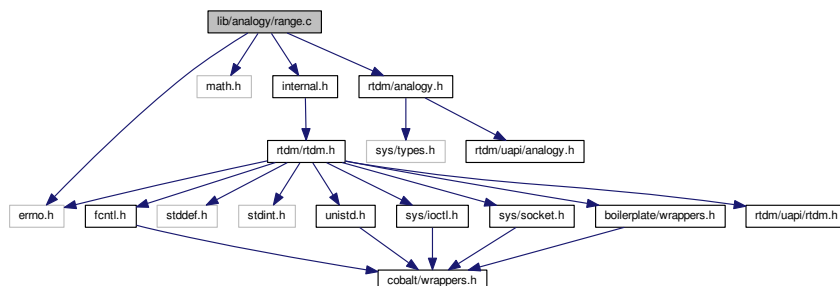 lib/analogy/range.c
math.h
internal.h
rtdm/analogy.h
rtdm/rtdm.h
sys/types.h
rtdm/uapi/analogy.h
errno.h
fcntl.h
stddef.h
stdint.h
unistd.h
sys/ioctl.h
sys/socket.h
boilerplate/wrappers.h
rtdm/uapi/rtdm.h
cobalt/wrappers.h